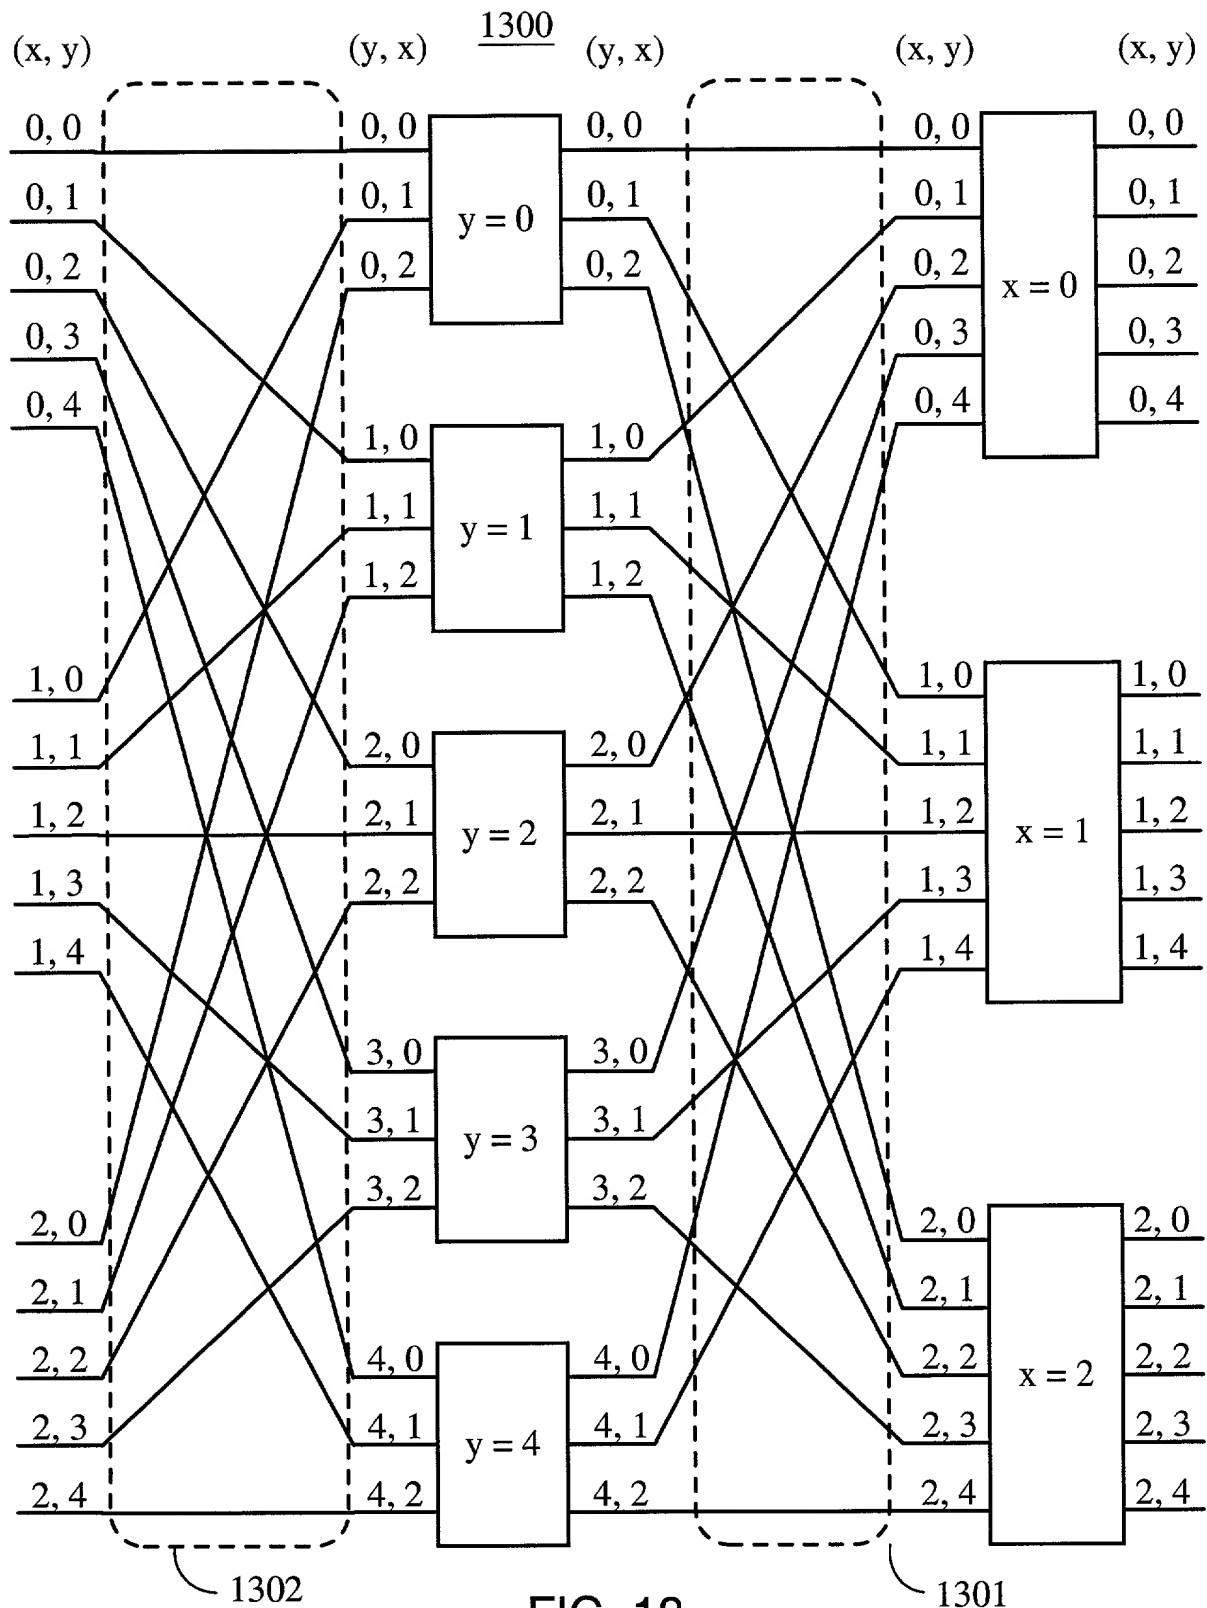 1300
(x, y) (y, x) (y, x) (x, y) (x, y)
0, 0 0, 0 0, 0 0, 0 0, 0
0, 1 0, 1 y = 0 0, 1 0, 1 0, 1
0, 2 0, 2 0, 2 0, 2 x = 0 0, 2
0, 3 0, 3 0, 3
0, 4 0, 4 0, 4
1, 0 1, 0
1, 1 y = 1 1, 1
1, 2 1, 2
1, 0 1, 0 1, 0
1, 1 2, 0 2, 0 1, 1 1, 1
1, 2 2, 1 y = 2 2, 1 1, 2 x = 1 1, 2
1, 3 2, 2 2, 2 1, 3 1, 3
1, 4 1, 4 1, 4
3, 0 3, 0
3, 1 y = 3 3, 1
3, 2 3, 2
2, 0 2, 0 2, 0
2, 1 2, 1 2, 1
2, 2 4, 0 4, 0 2, 2 x = 2 2, 2
2, 3 4, 1 y = 4 4, 1 2, 3 2, 3
2, 4 4, 2 4, 2 2, 4 2, 4
1302 1301
FIG.